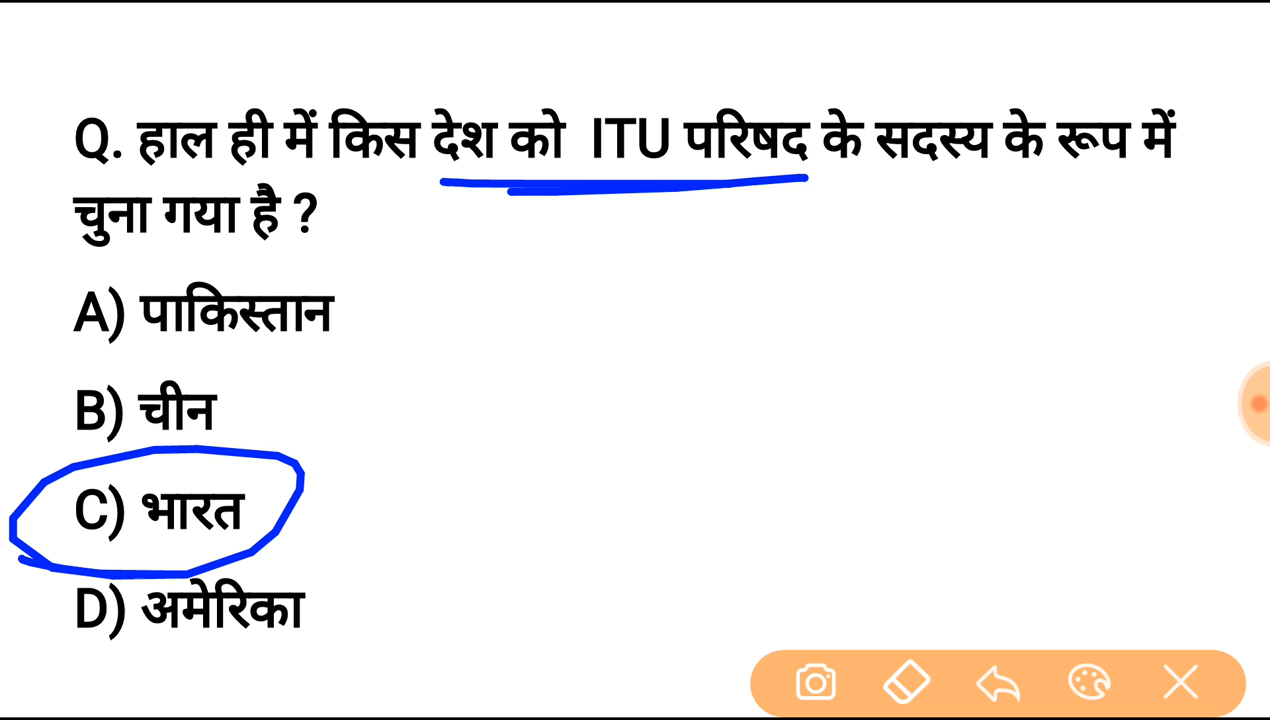 Q. हाल ही में किस देश को ITU परिषद के सदस्य के रूप में
चुना गया है ?
A) पाकिस्तान
B) चीन
C) भारत
D) अमेरिका